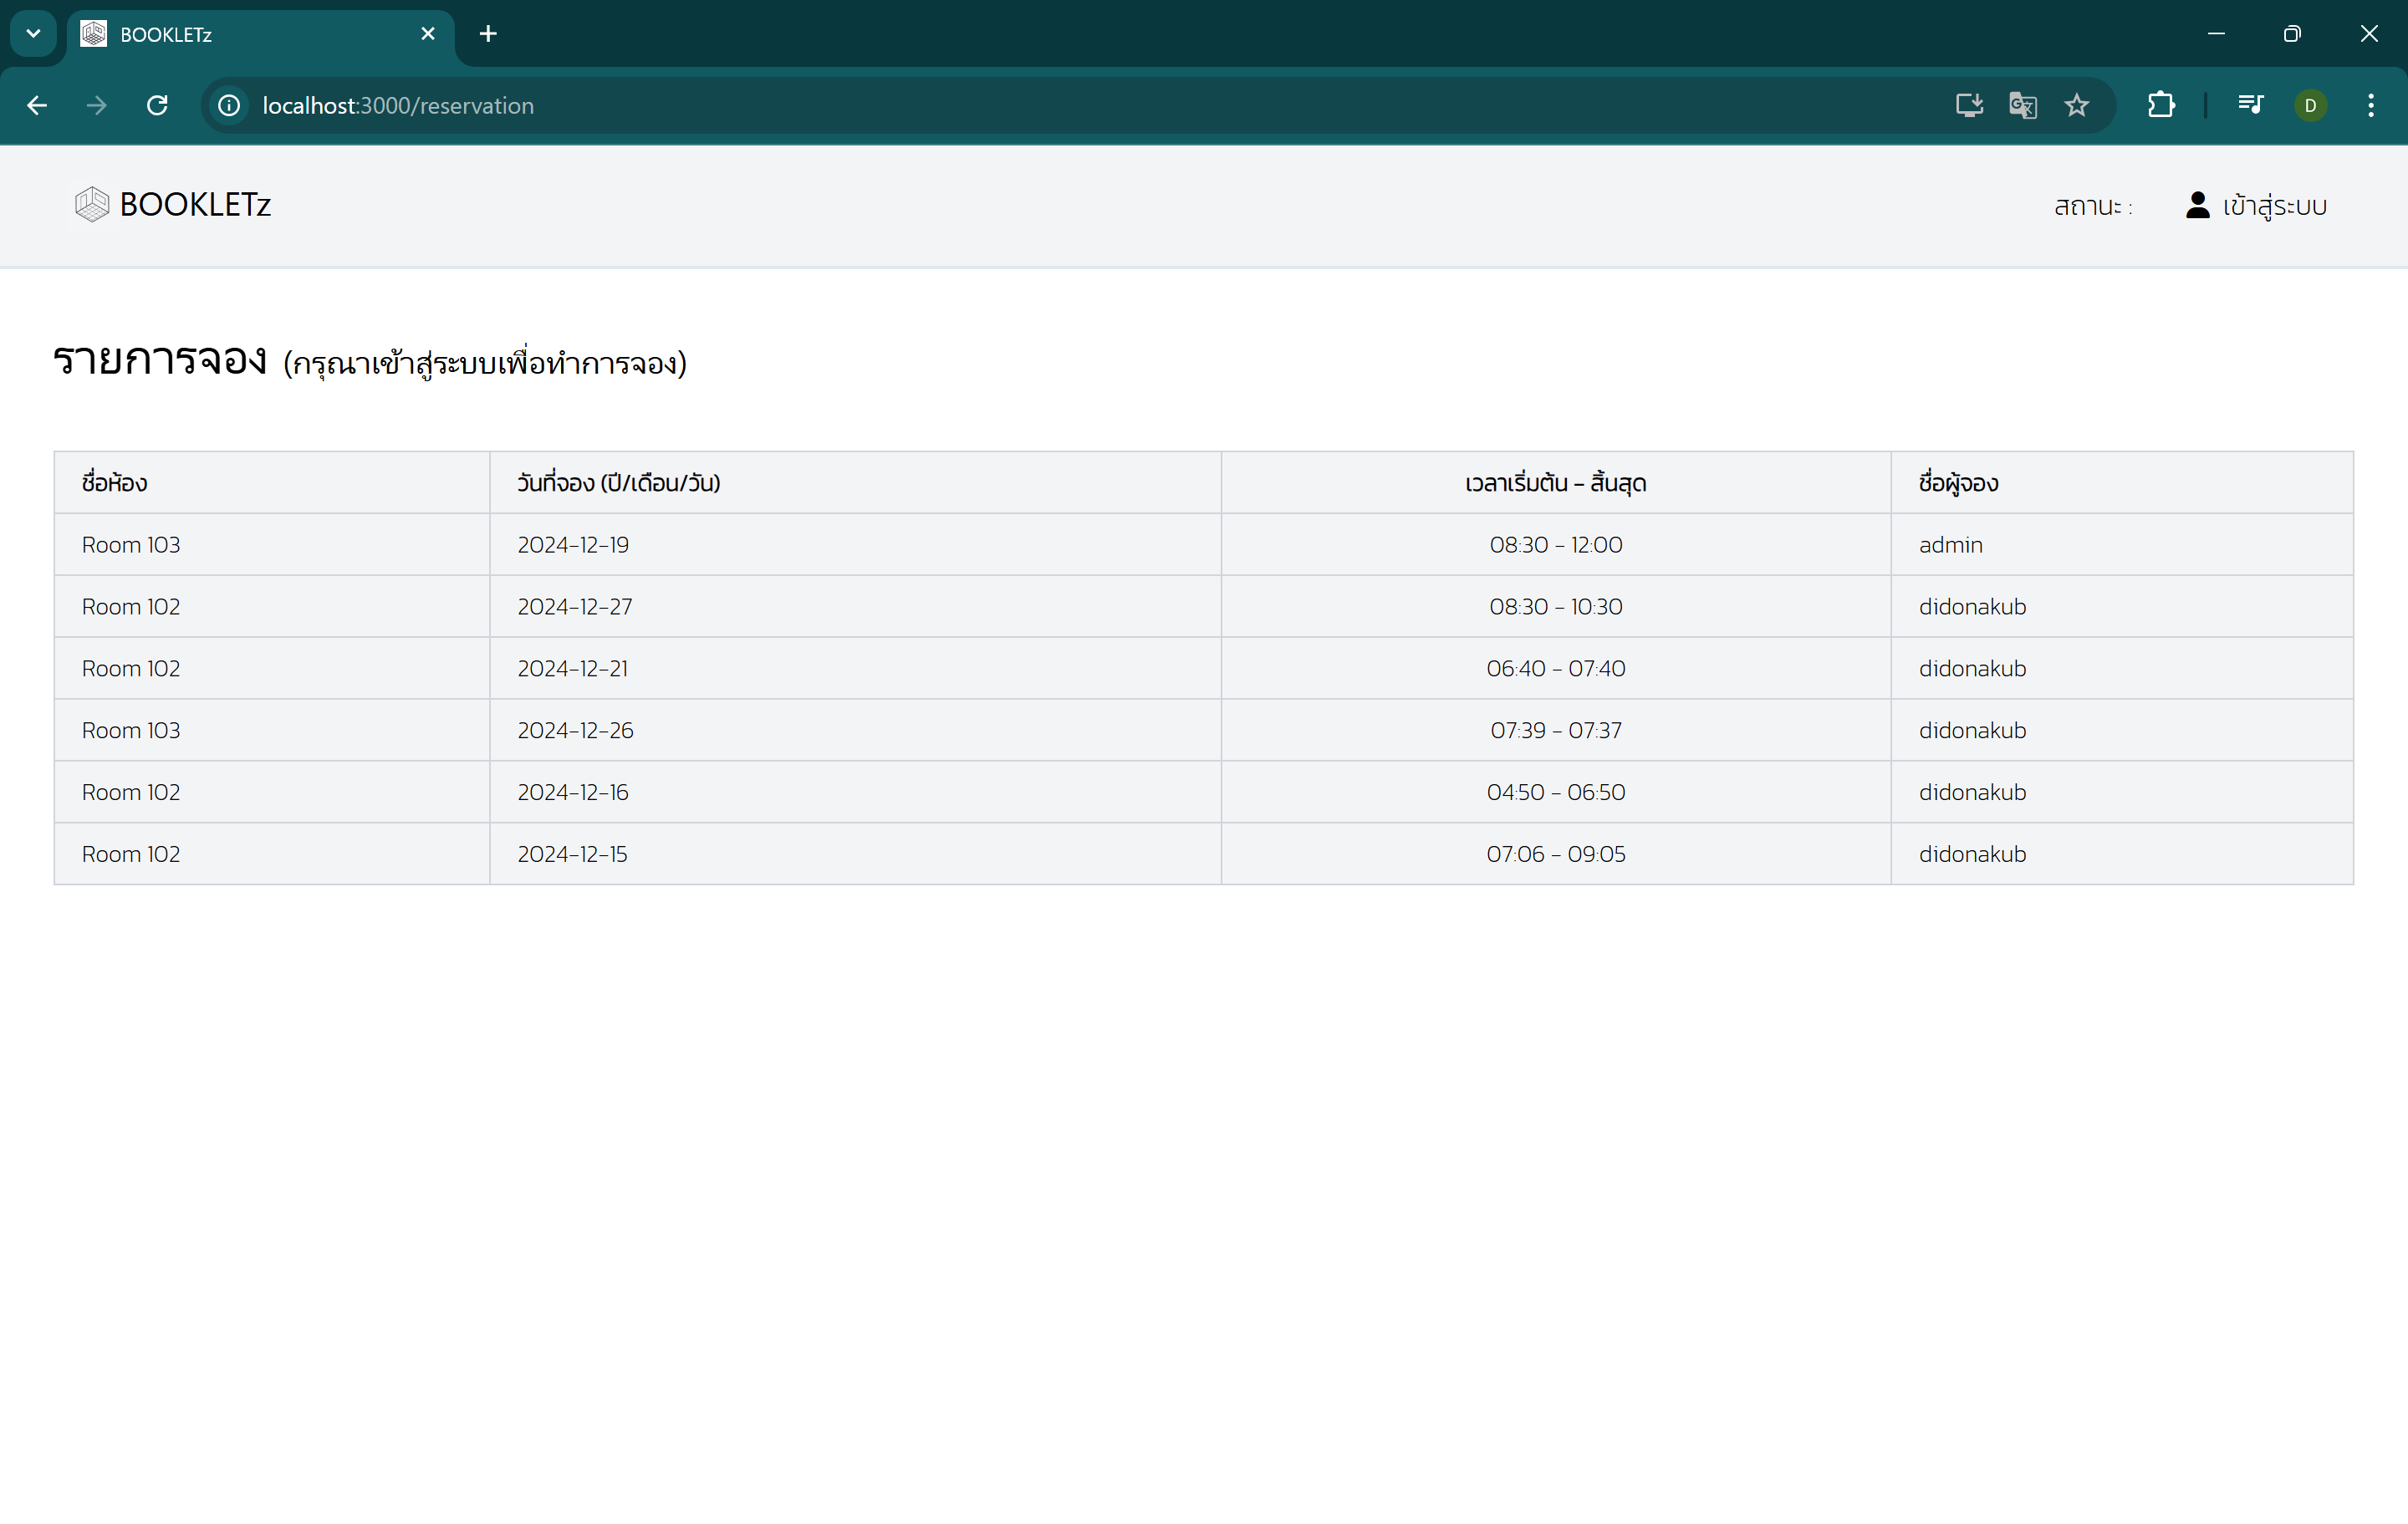 BOOKLETz
localhost:3000/reservation
D
BOOKLETz
สถานะ : เข้าสู่ระบบ
รายการจอง (กรุณาเข้าสู่ระบบเพื่อทำการจอง)
ชื่อห้อง วันที่จอง (ปี/เดือน/วัน) เวลาเริ่มต้น - สิ้นสุด ชื่อผู้จอง
Room 103 2024-12-19 08:30 - 12:00 admin
Room 102 2024-12-27 08:30 - 10:30 didonakub
Room 102 2024-12-21 06:40 - 07:40 didonakub
Room 103 2024-12-26 07:39 - 07:37 didonakub
Room 102 2024-12-16 04:50 - 06:50 didonakub
Room 102 2024-12-15 07:06 - 09:05 didonakub